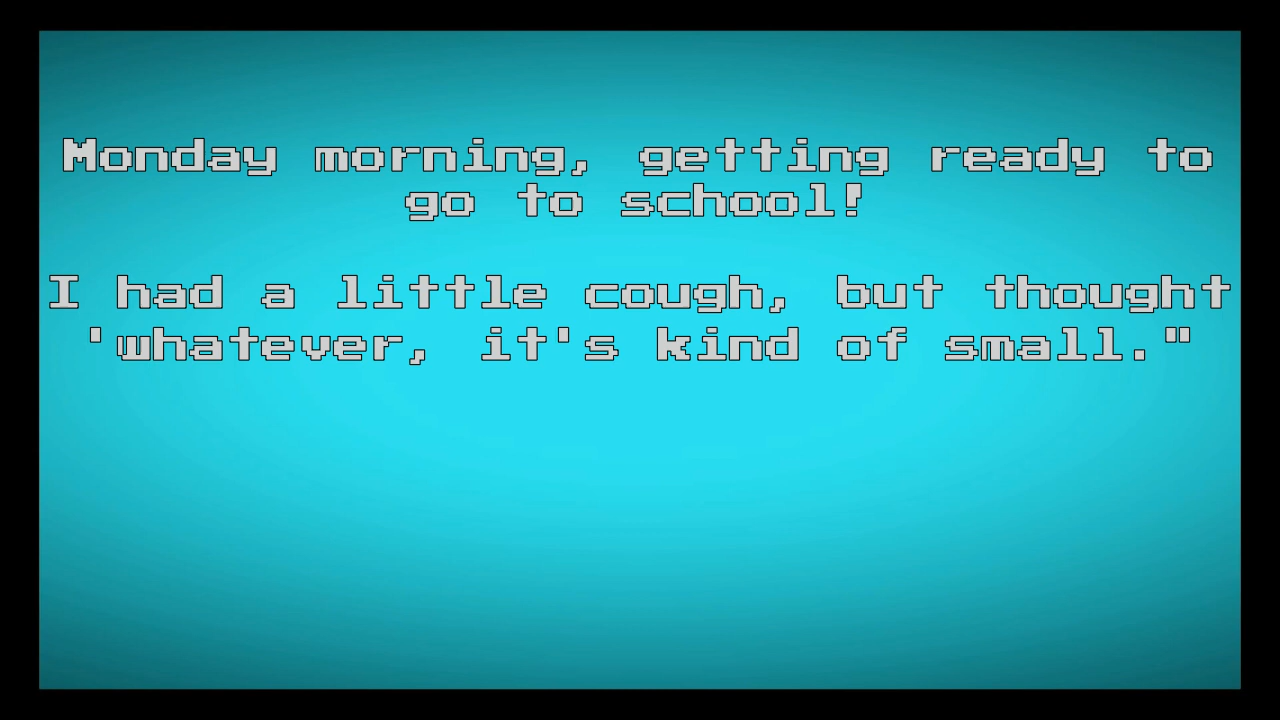 Monday morning, getting ready to
go to school!
I had a little cough, but thought
'whatever, it's kind of small."